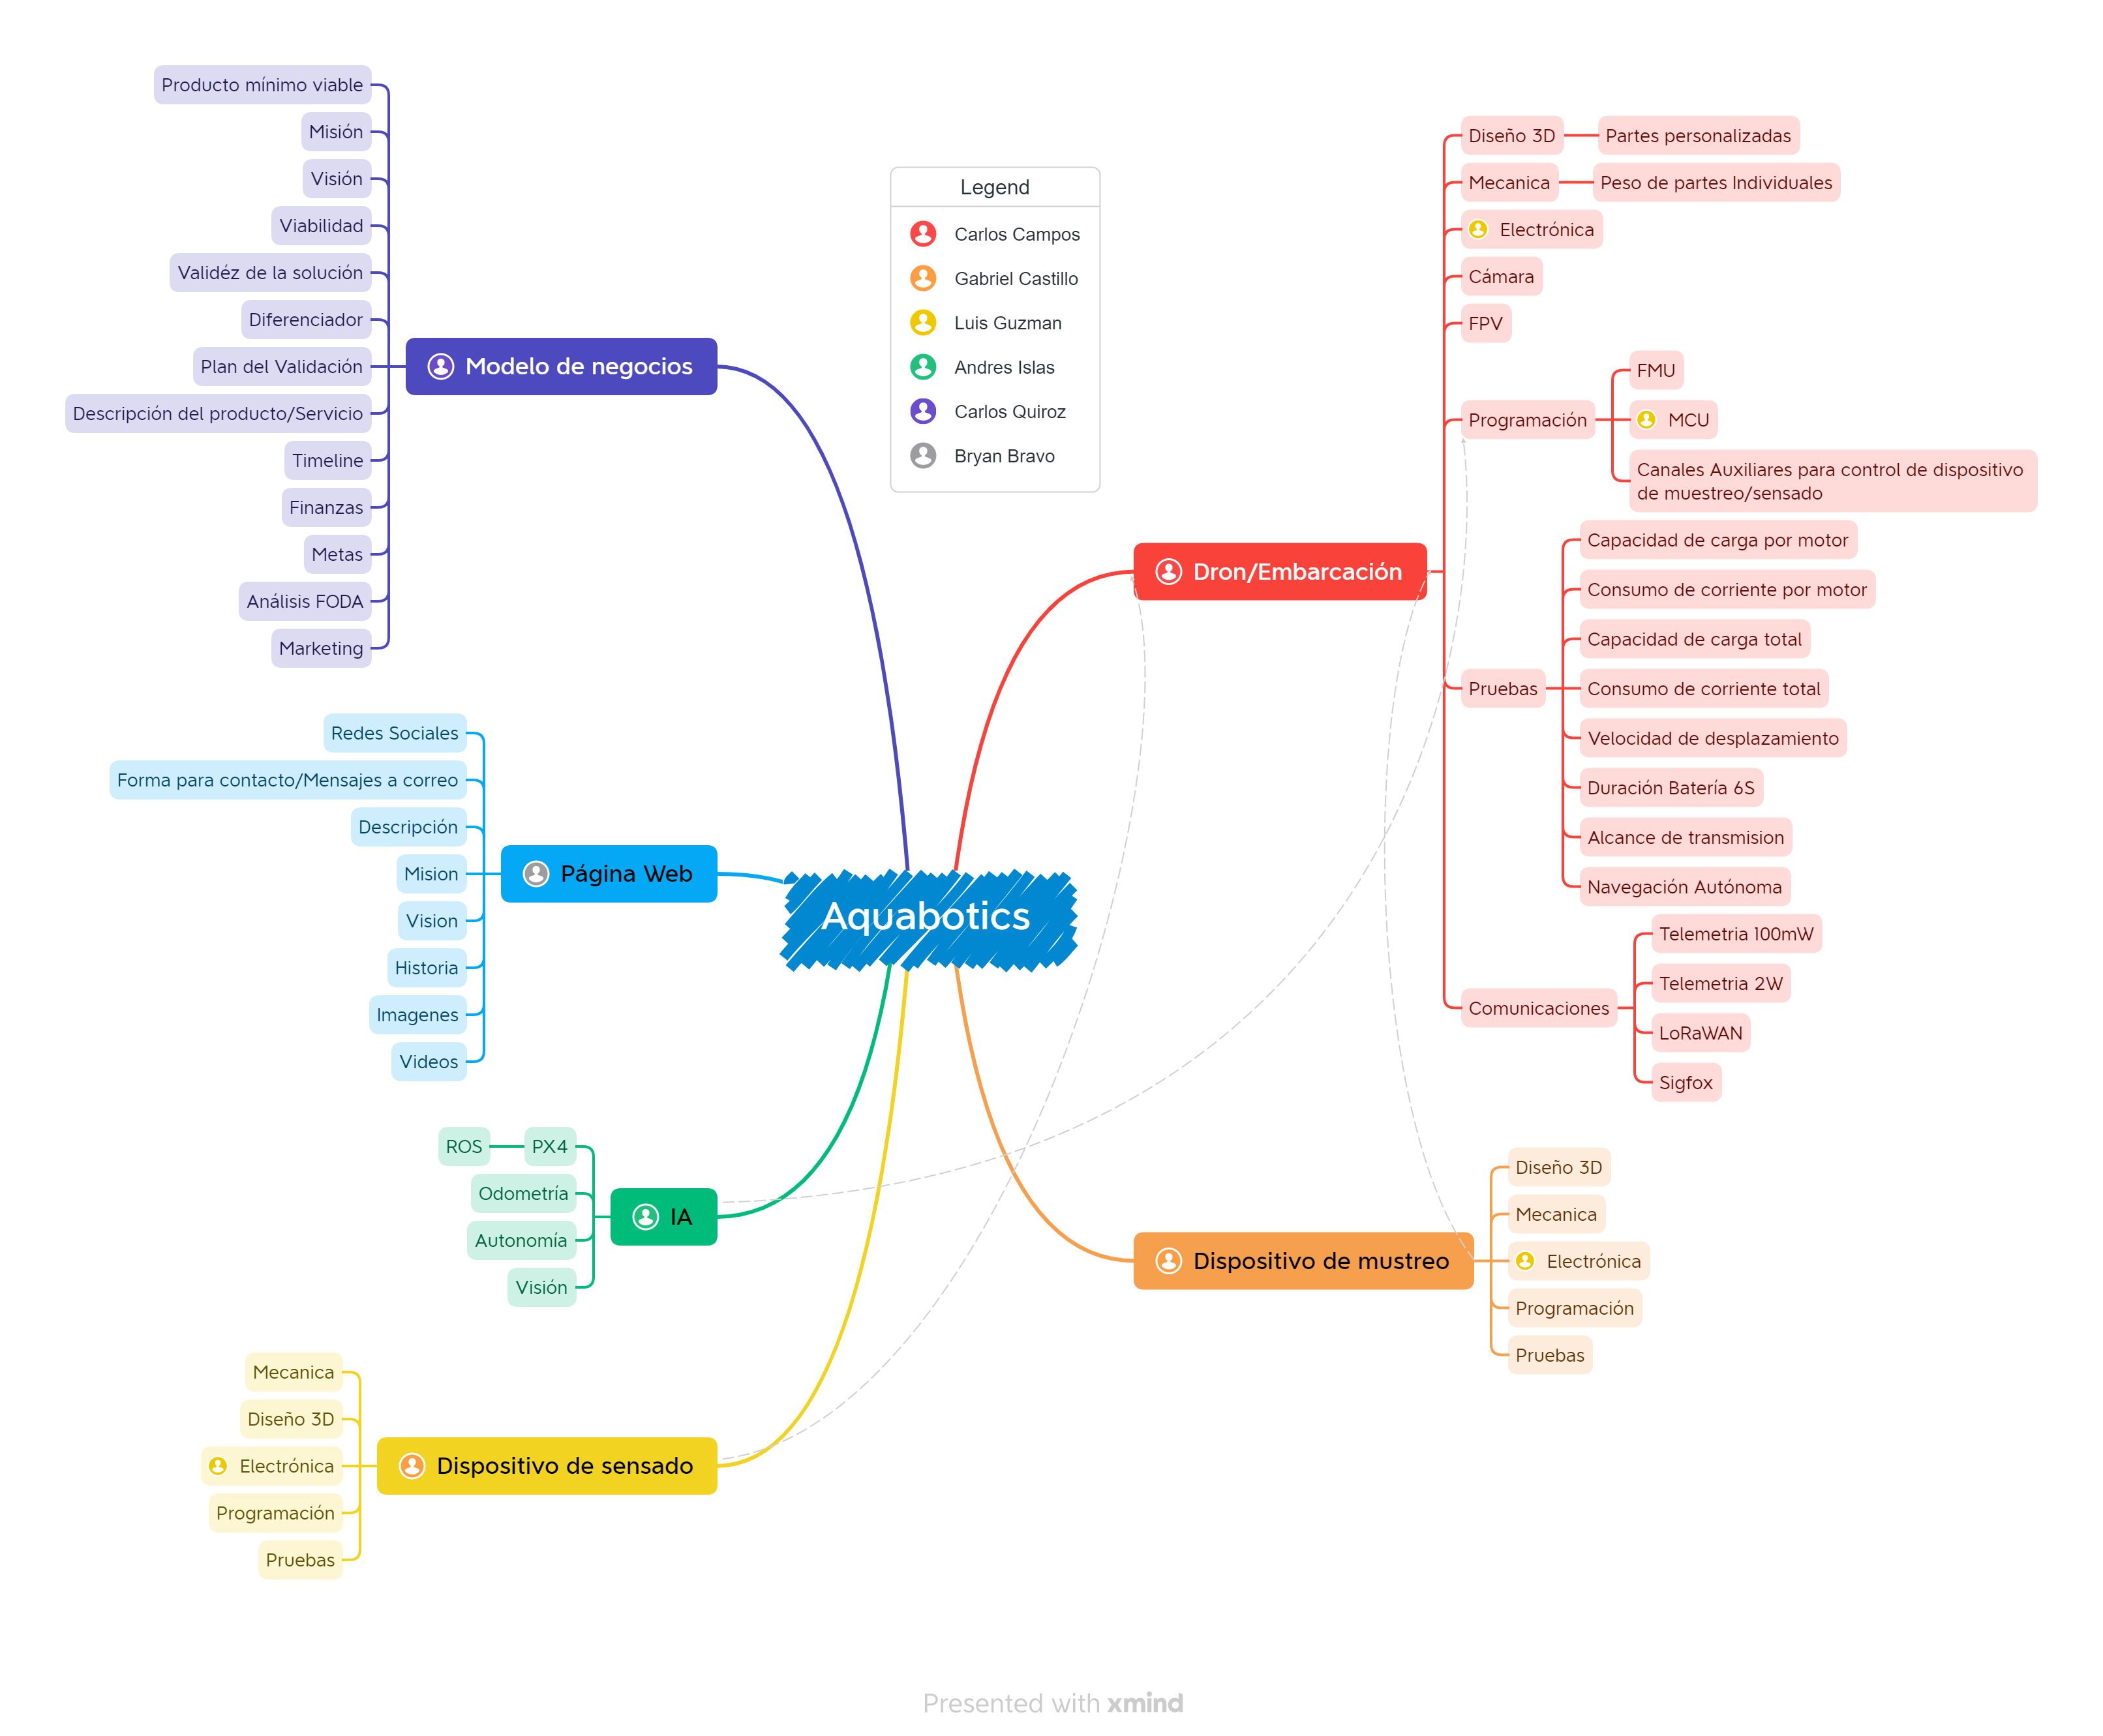 Producto mínimo viable
Misión
Visión
Viabilidad
Validéz de la solución
Diferenciador
Plan del Validación
Descripción del producto/Servicio
Timeline
Finanzas
Metas
Análisis FODA
Marketing
Modelo de negocios
Legend
Carlos Campos
Gabriel Castillo
Luis Guzman
Andres Islas
Carlos Quiroz
Bryan Bravo
Dron/Embarcación
Diseño 3D
Partes personalizadas
Mecanica
Peso de partes Individuales
Electrónica
Cámara
FPV
Programación
FMU
MCU
Canales Auxiliares para control de dispositivo
de muestreo/sensado
Pruebas
Capacidad de carga por motor
Consumo de corriente por motor
Capacidad de carga total
Consumo de corriente total
Velocidad de desplazamiento
Duración Batería 6S
Alcance de transmision
Navegación Autónoma
Comunicaciones
Telemetria 100mW
Telemetria 2W
LoRaWAN
Sigfox
Redes Sociales
Forma para contacto/Mensajes a correo
Descripción
Mision
Vision
Historia
Imagenes
Videos
Página Web
Aquabotics
ROS
PX4
Odometría
Autonomía
Visión
IA
Dispositivo de mustreo
Diseño 3D
Mecanica
Electrónica
Programación
Pruebas
Mecanica
Diseño 3D
Electrónica
Programación
Pruebas
Dispositivo de sensado
Presented with xmind